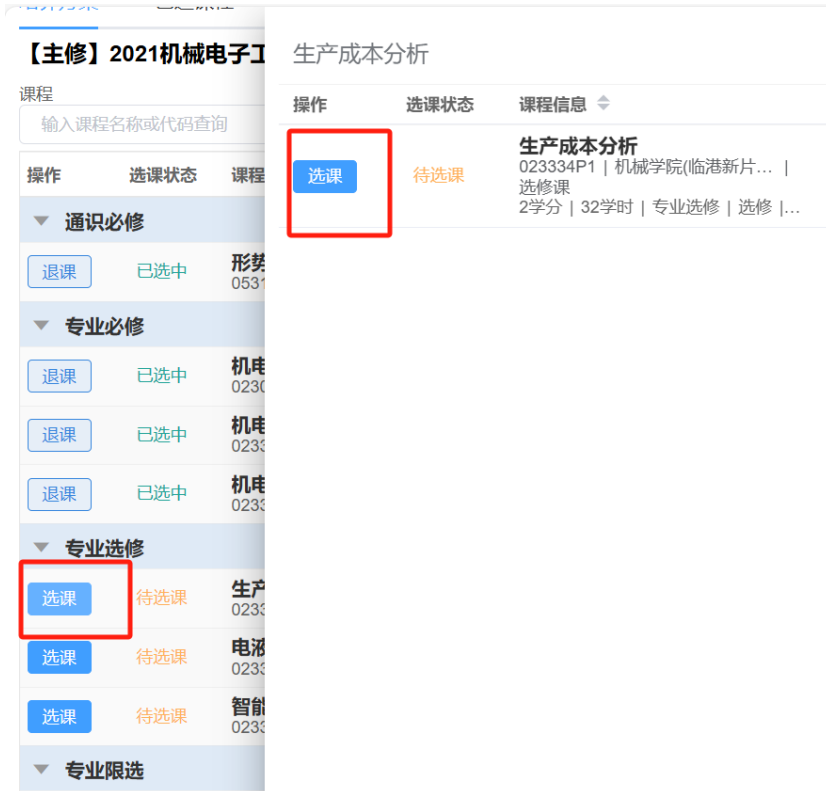 【主修】2021机械电子工
课程
输入课程名称或代码查询
操作 选课状态 课程
通识必修
退课 已选中 形势
0531
专业必修
退课 已选中 机电
0230
退课 已选中 机电
0233
退课 已选中 机电
0233
专业选修
选课 待选课 生产
0233
选课 待选课 电液
0233
选课 待选课 智能
0233
专业限选
生产成本分析
操作 选课状态 课程信息
选课 待选课 生产成本分析
023334P1 | 机械学院(临港新片… |
选修课
2学分 | 32学时 | 专业选修 | 选修 |…